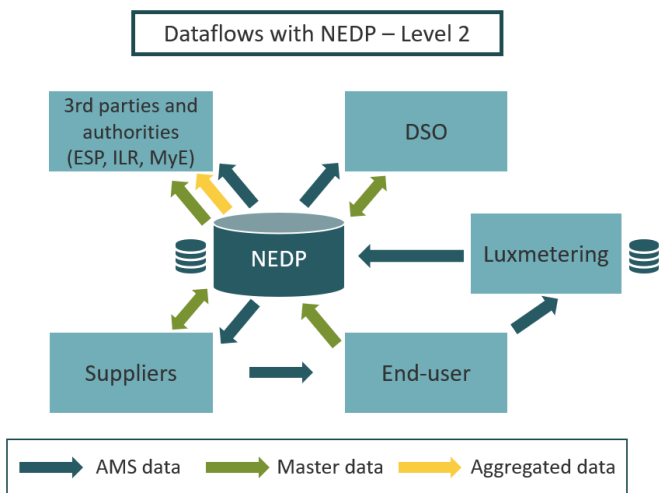 Dataflows with NEDP – Level 2
3rd parties and
authorities
(ESP, ILR, MyE)
DSO
NEDP
Luxmetering
Suppliers
End-user
AMS data
Master data
Aggregated data